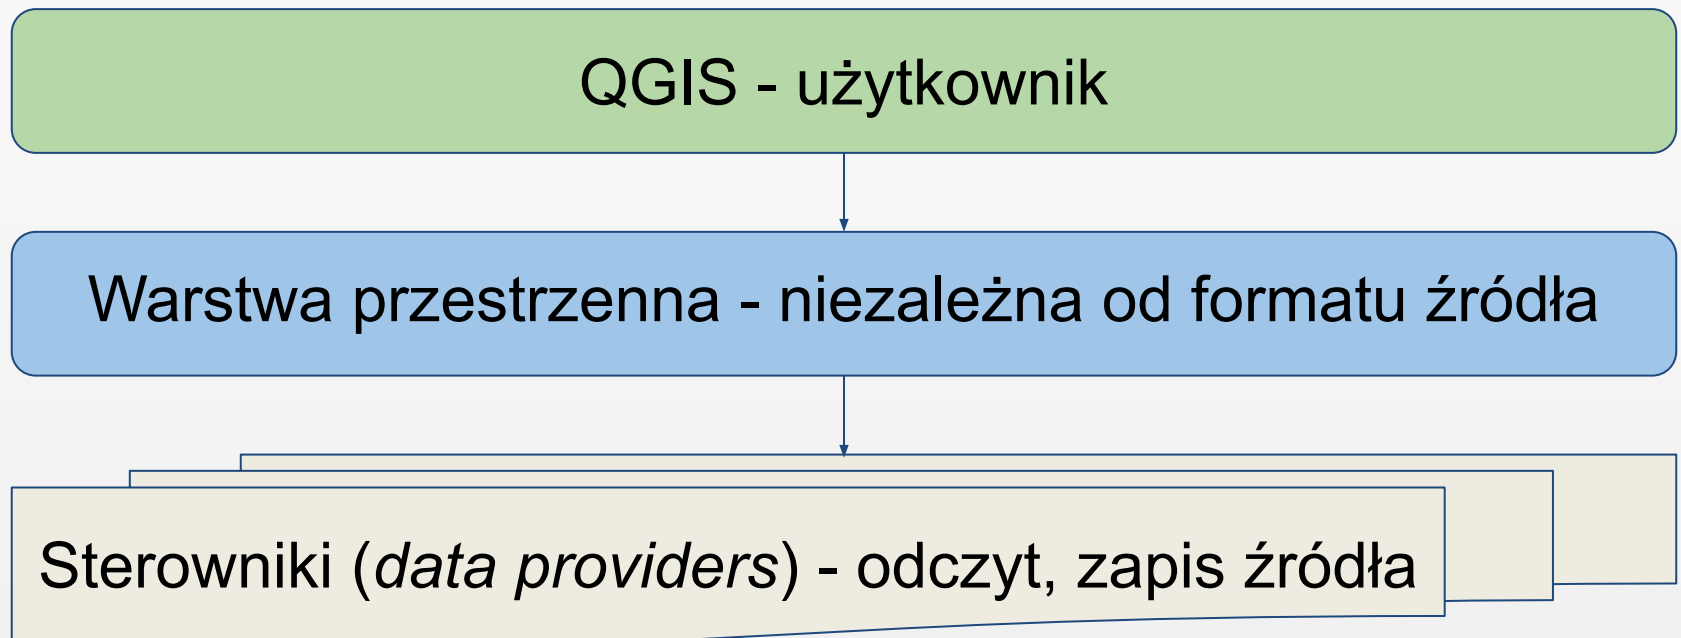 QGIS - użytkownik
Warstwa przestrzenna - niezależna od formatu źródła
Sterowniki (data providers) - odczyt, zapis źródła